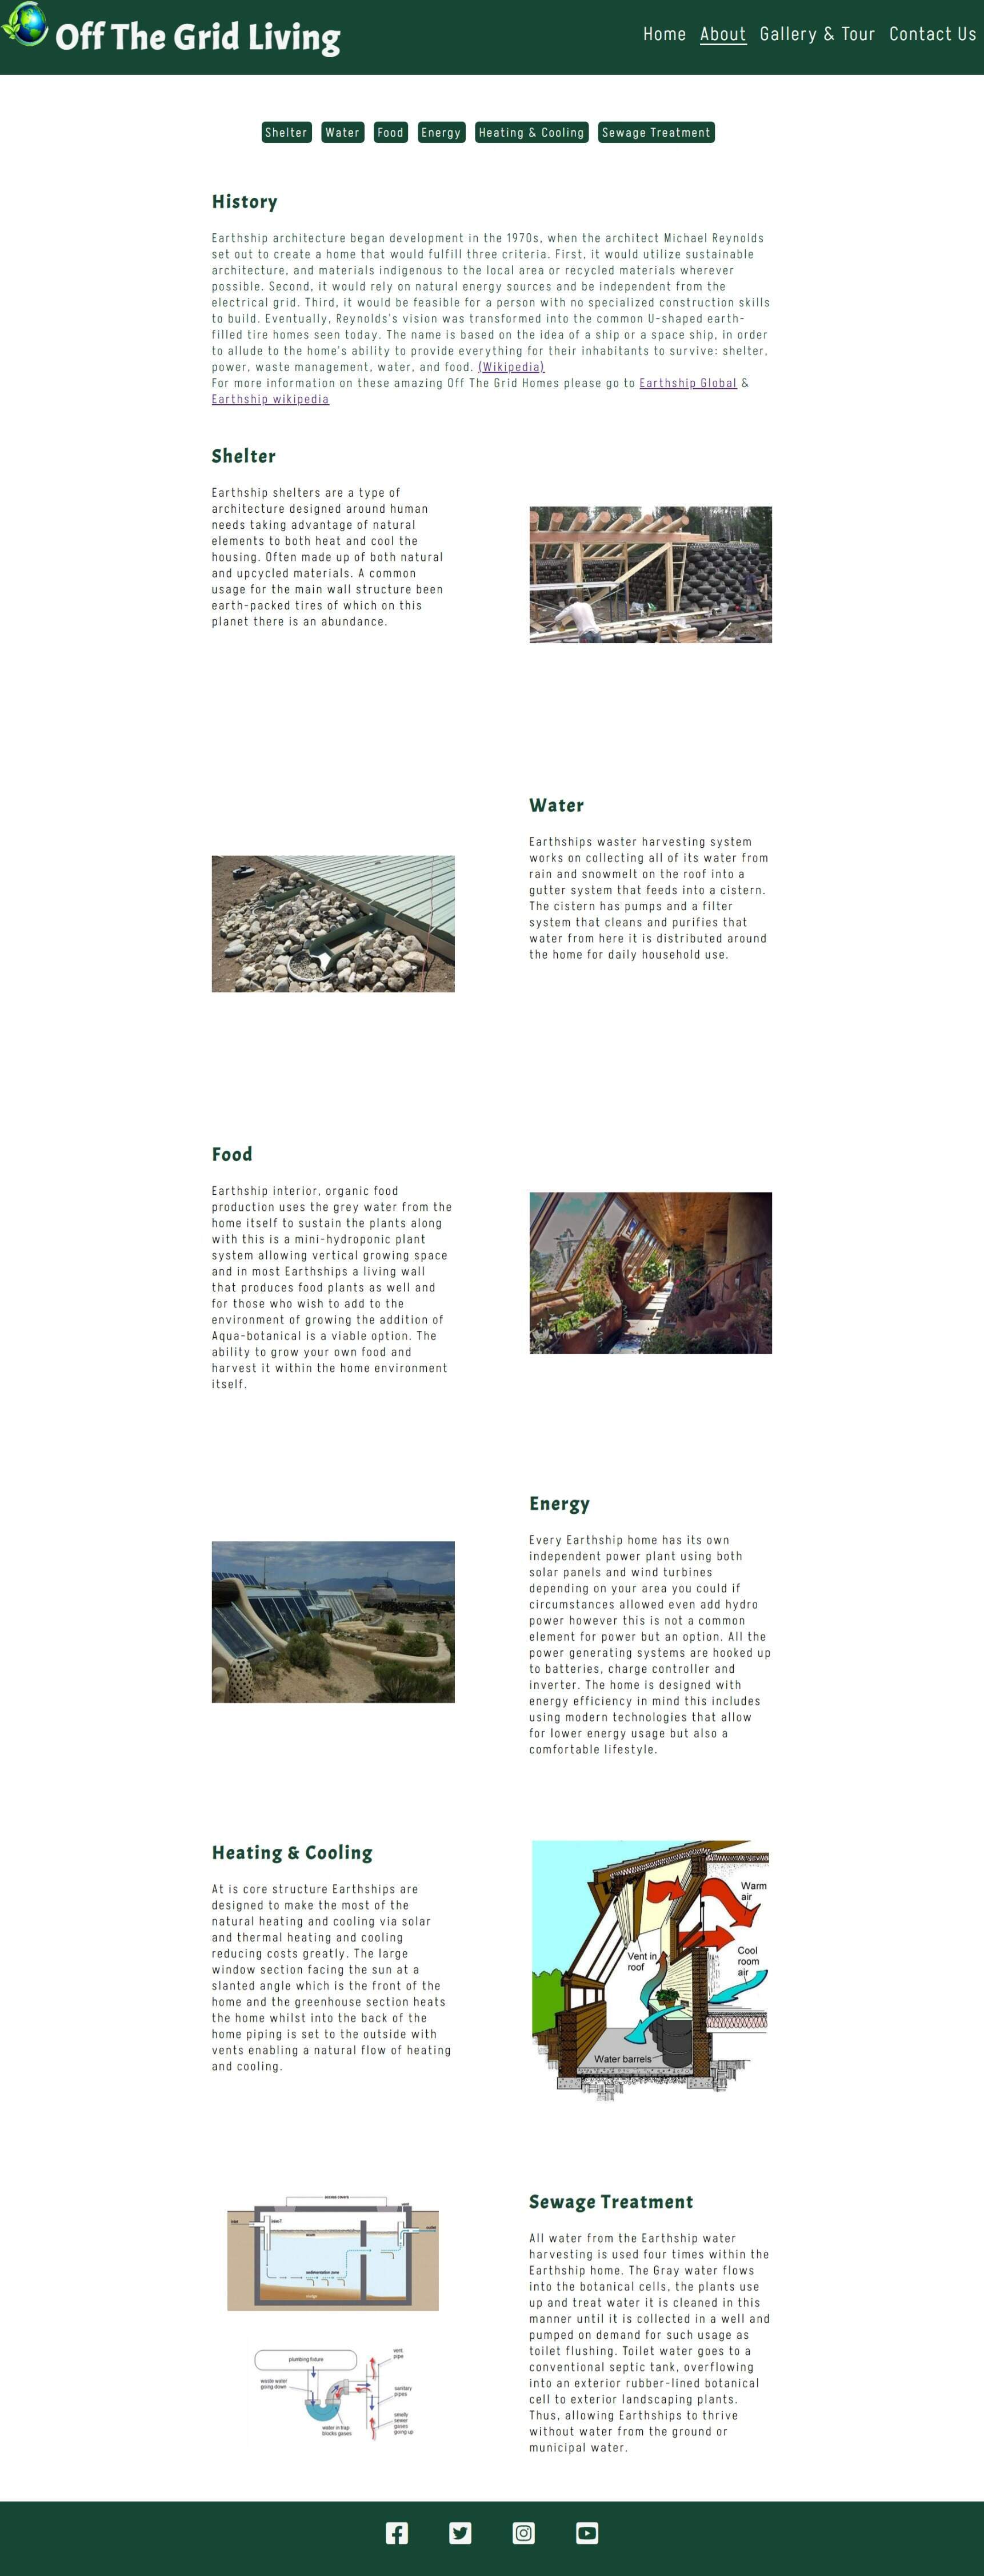 Off The Grid Living
Home About Gallery & Tour Contact Us
Shelter Water Food Energy Heating & Cooling Sewage Treatment
History
Earthship architecture began development in the 1970s, when the architect Michael Reynolds
set out to create a home that would fulfill three criteria. First, it would utilize sustainable
architecture, and materials indigenous to the local area or recycled materials wherever
possible. Second, it would rely on natural energy sources and be independent from the
electrical grid. Third, it would be feasible for a person with no specialized construction skills
to build. Eventually, Reynolds's vision was transformed into the common U-shaped earth-
filled tire homes seen today. The name is based on the idea of a ship or a space ship, in order
to allude to the home's ability to provide everything for their inhabitants to survive: shelter,
power, waste management, water, and food. (Wikipedia)
For more information on these amazing Off The Grid Homes please go to Earthship Global &
Earthship wikipedia
Shelter
Earthship shelters are a type of
architecture designed around human
needs taking advantage of natural
elements to both heat and cool the
housing. Often made up of both natural
and upcycled materials. A common
usage for the main wall structure been
earth-packed tires of which on this
planet there is an abundance.
Water
Earthships waster harvesting system
works on collecting all of its water from
rain and snowmelt on the roof into a
gutter system that feeds into a cistern.
The cistern has pumps and a filter
system that cleans and purifies that
water from here it is distributed around
the home for daily household use.
Food
Earthship interior, organic food
production uses the grey water from the
home itself to sustain the plants along
with this is a mini-hydroponic plant
system allowing vertical growing space
and in most Earthships a living wall
that produces food plants as well and
for those who wish to add to the
environment of growing the addition of
Aqua-botanical is a viable option. The
ability to grow your own food and
harvest it within the home environment
itself.
Energy
Every Earthship home has its own
independent power plant using both
solar panels and wind turbines
depending on your area you could if
circumstances allowed even add hydro
power however this is not a common
element for power but an option. All the
power generating systems are hooked up
to batteries, charge controller and
inverter. The home is designed with
energy efficiency in mind this includes
using modern technologies that allow
for lower energy usage but also a
comfortable lifestyle.
Heating & Cooling
At is core structure Earthships are
designed to make the most of the
natural heating and cooling via solar
and thermal heating and cooling
reducing costs greatly. The large
window section facing the sun at a
slanted angle which is the front of the
home and the greenhouse section heats
the home whilst into the back of the
home piping is set to the outside with
vents enabling a natural flow of heating
and cooling.
Warm
air
Vent in
roof
Cool
room
air
Water barrels
access covers
vent
inlet
outlet
scum
sedimentation zone
sludge
plumbing fixture
vent
pipe
waste water
going down
sanitary
pipes
smelly
sewer
gases
going up
water in trap
blocks gases
Sewage Treatment
All water from the Earthship water
harvesting is used four times within the
Earthship home. The Gray water flows
into the botanical cells, the plants use
up and treat water it is cleaned in this
manner until it is collected in a well and
pumped on demand for such usage as
toilet flushing. Toilet water goes to a
conventional septic tank, overflowing
into an exterior rubber-lined botanical
cell to exterior landscaping plants.
Thus, allowing Earthships to thrive
without water from the ground or
municipal water.